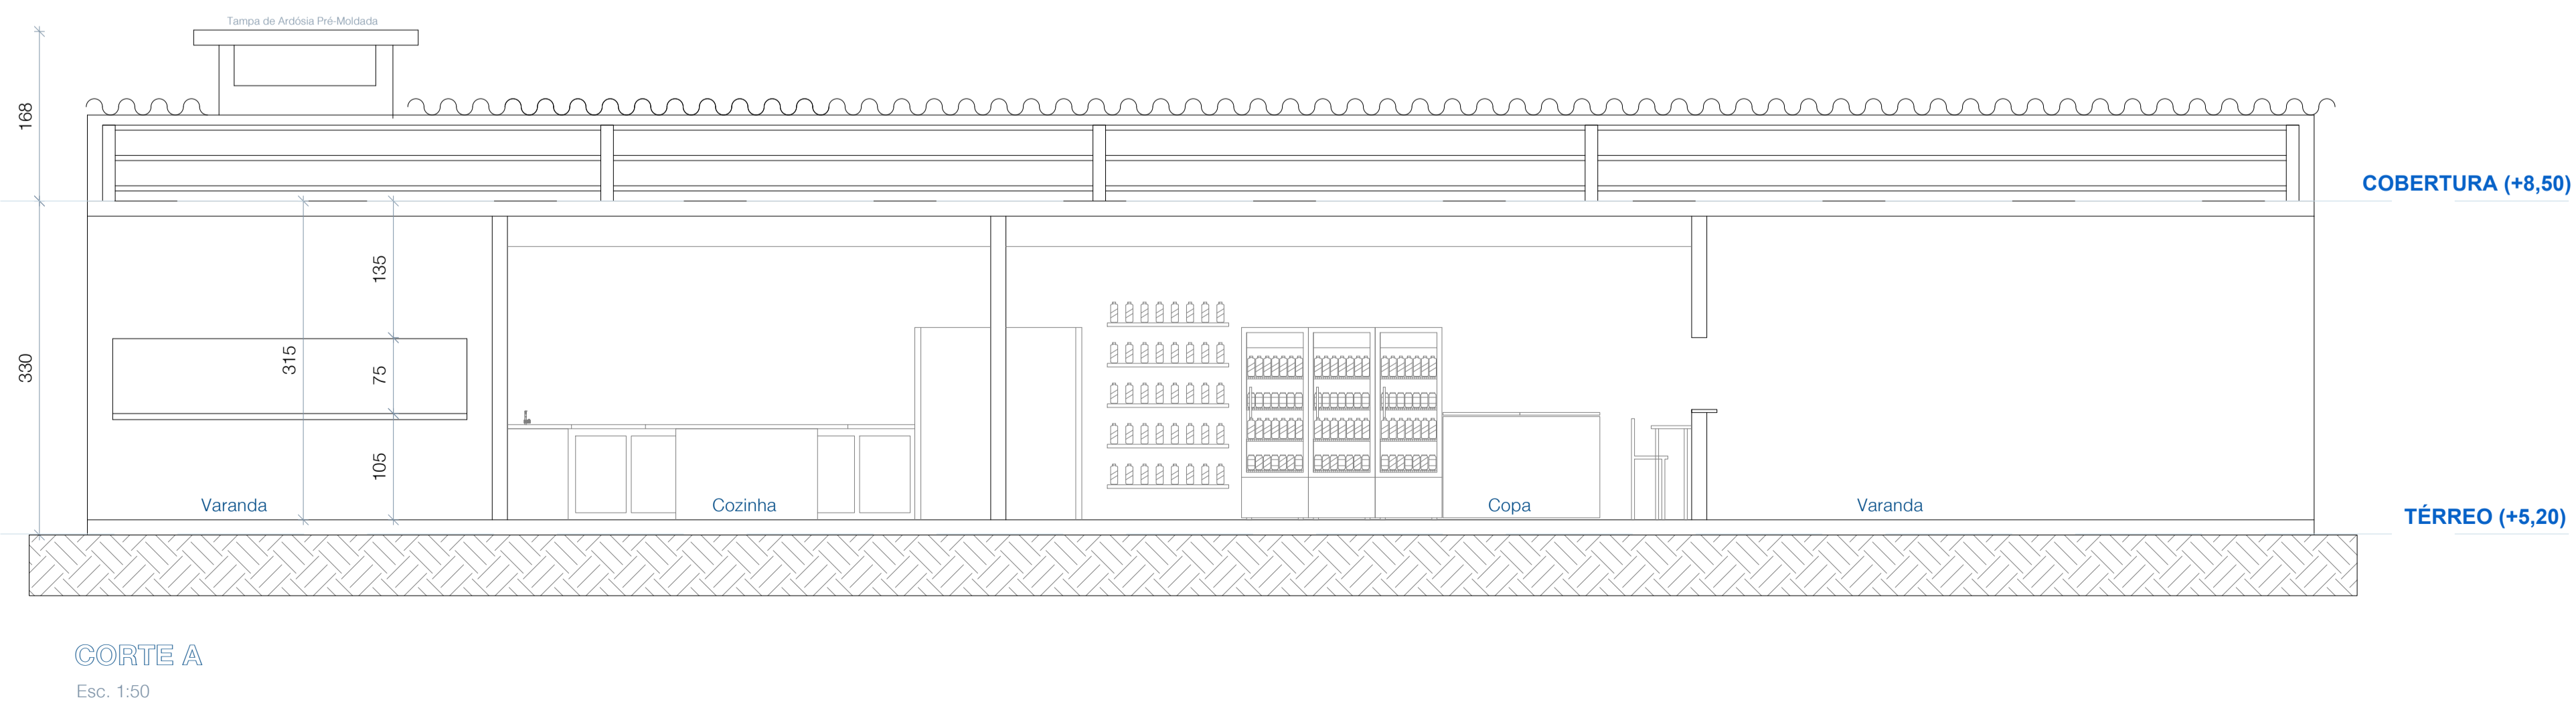 Tampa de Ardósia Pré-Moldada
168
COBERTURA (+8,50)
135
330
315
75
105
Varanda
Cozinha
Copa
Varanda
TÉRREO (+5,20)
CORTE A
Esc. 1:50